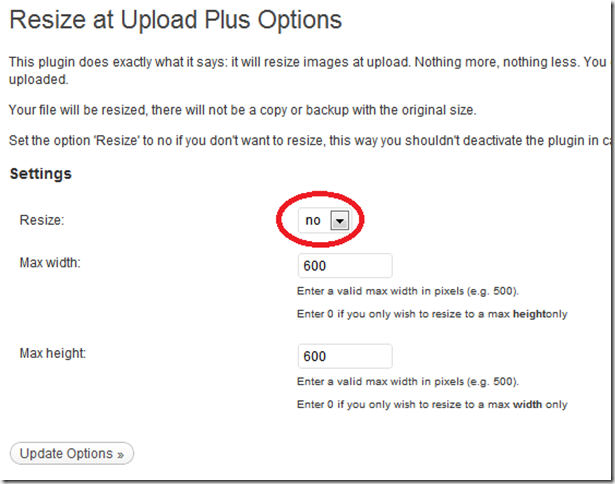 Resize at Upload Plus Options
This plugin does exactly what it says: it will resize images at upload. Nothing more, nothing less. You
uploaded.
Your file will be resized, there will not be a copy or backup with the original size.
Set the option 'Resize' to no if you don't want to resize, this way you shouldn't deactivate the plugin in
Settings
Resize:
no
Max width:
600
Enter a valid max width in pixels (e.g. 500).
Enter 0 if you only wish to resize to a max heightonly
Max height:
600
Enter a valid max width in pixels (e.g. 500).
Enter 0 if you only wish to resize to a max width only
Update Options »